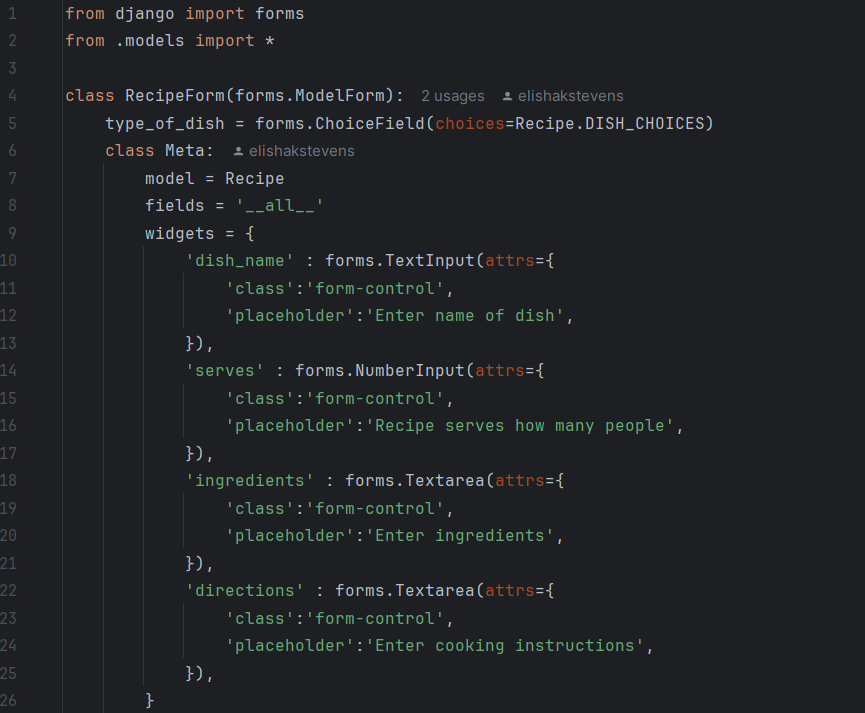 1 from django import forms
2 from .models import *
3
4 class RecipeForm(forms.ModelForm): 2 usages elishakstevens
5     type_of_dish = forms.ChoiceField(choices=Recipe.DISH_CHOICES)
6     class Meta: elishakstevens
7         model = Recipe
8         fields = '__all__'
9         widgets = {
10             'dish_name' : forms.TextInput(attrs={
11                 'class':'form-control',
12                 'placeholder':'Enter name of dish',
13             }),
14             'serves' : forms.NumberInput(attrs={
15                 'class':'form-control',
16                 'placeholder':'Recipe serves how many people',
17             }),
18             'ingredients' : forms.Textarea(attrs={
19                 'class':'form-control',
20                 'placeholder':'Enter ingredients',
21             }),
22             'directions' : forms.Textarea(attrs={
23                 'class':'form-control',
24                 'placeholder':'Enter cooking instructions',
25             }),
26         }